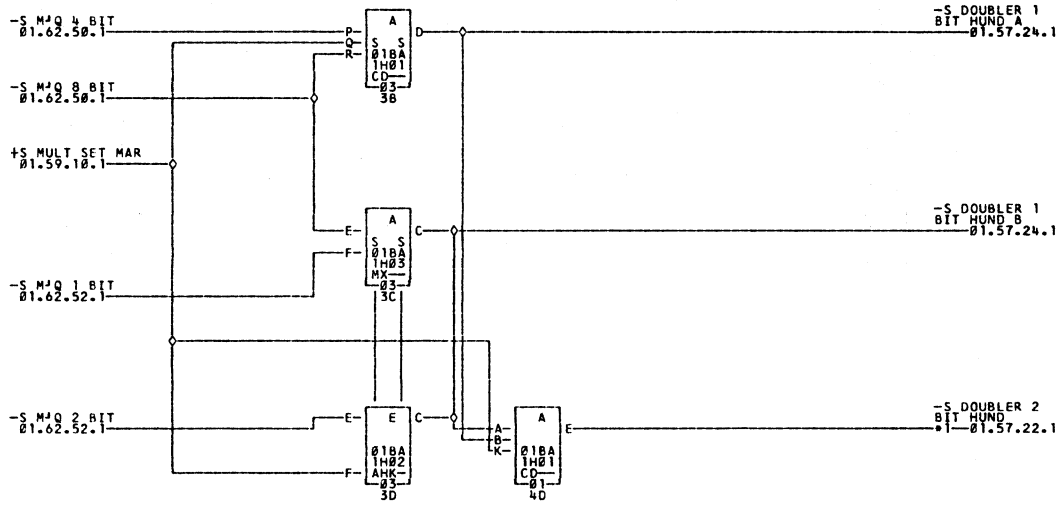 -S M-Q 4 BIT
01.62.50.1
-S DOUBLER 1
BIT HUND A
01.57.24.1
A
P
Q
R
D
S S
01BA
1H01
CD
03
3B
-S M-Q 8 BIT
01.62.50.1
+S MULT SET MAR
01.59.10.1
-S DOUBLER 1
BIT HUND B
01.57.24.1
A
E
F
C
S S
01BA
1H03
MX
03
3C
-S M-Q 1 BIT
01.62.52.1
-S M-Q 2 BIT
01.62.52.1
E
E
C
F
01BA
1H02
AHK
03
3D
A
A
B
K
E
01BA
1H01
CD
01
4D
-S DOUBLER 2
BIT HUND
*1 01.57.22.1